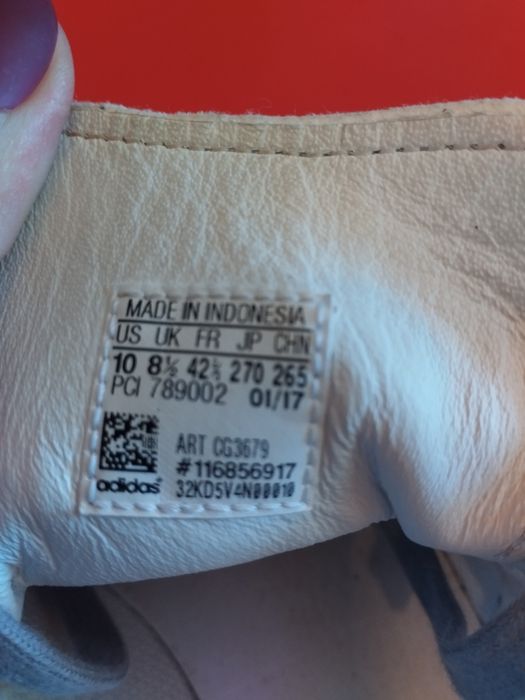 MADE IN INDONESIA
US UK FR JP CHN
10 8½ 42⅔ 270 265
PCI 789002 01/17
ART CG3679
#116856917
adidas 32KD5V4N00010